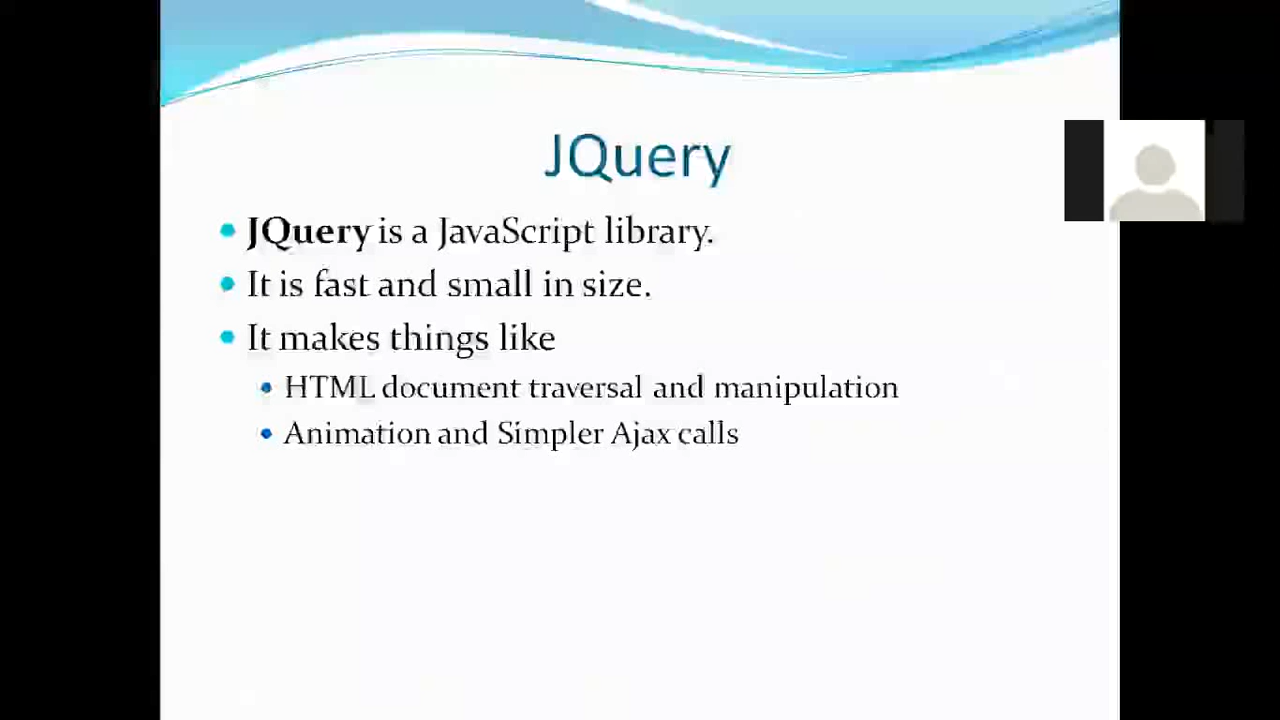 JQuery
JQuery is a JavaScript library.
It is fast and small in size.
It makes things like
HTML document traversal and manipulation
Animation and Simpler Ajax calls